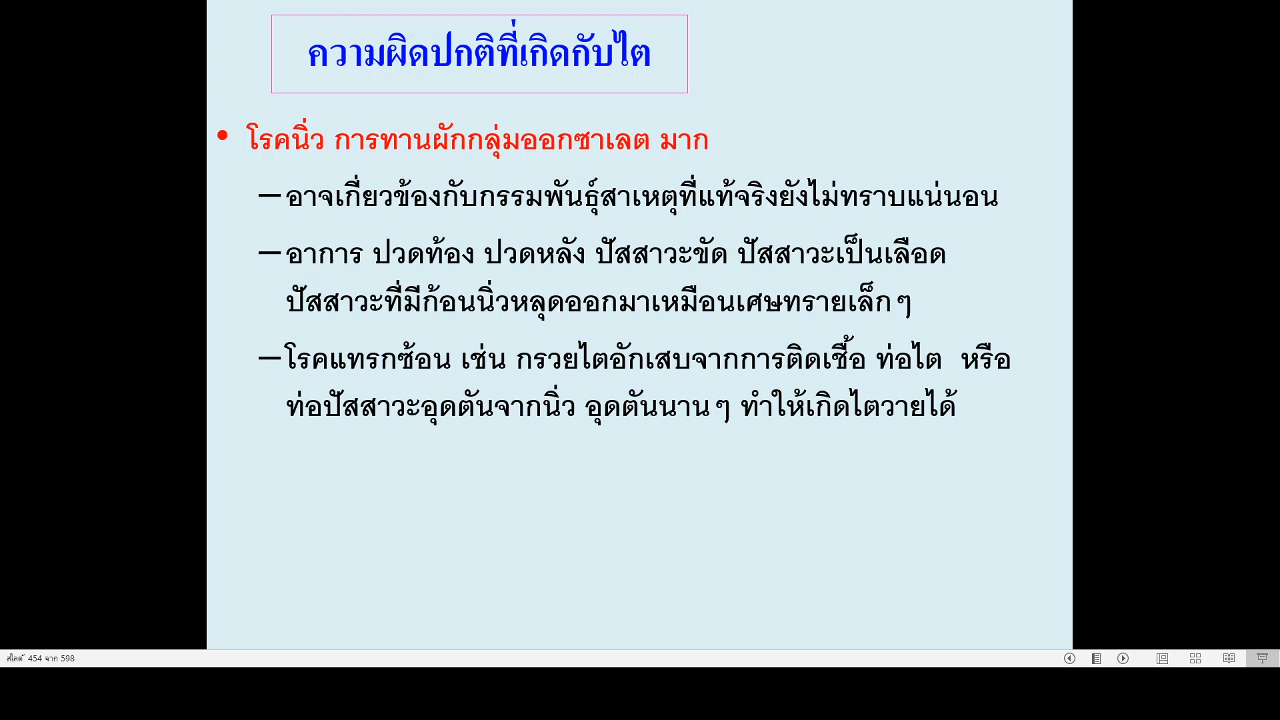 ความผิดปกติที่เกิดกับไต
• โรคนิ่ว การทานผักกลุ่มออกซาเลต มาก
–อาจเกี่ยวข้องกับกรรมพันธุ์สาเหตุที่แท้จริงยังไม่ทราบแน่นอน
–อาการ ปวดท้อง ปวดหลัง ปัสสาวะขัด ปัสสาวะเป็นเลือด
ปัสสาวะที่มีก้อนนิ่วหลุดออกมาเหมือนเศษทรายเล็กๆ
–โรคแทรกซ้อน เช่น กรวยไตอักเสบจากการติดเชื้อ ท่อไต หรือ
ท่อปัสสาวะอุดตันจากนิ่ว อุดตันนานๆ ทำให้เกิดไตวายได้
สไลด์ 454 จาก 598